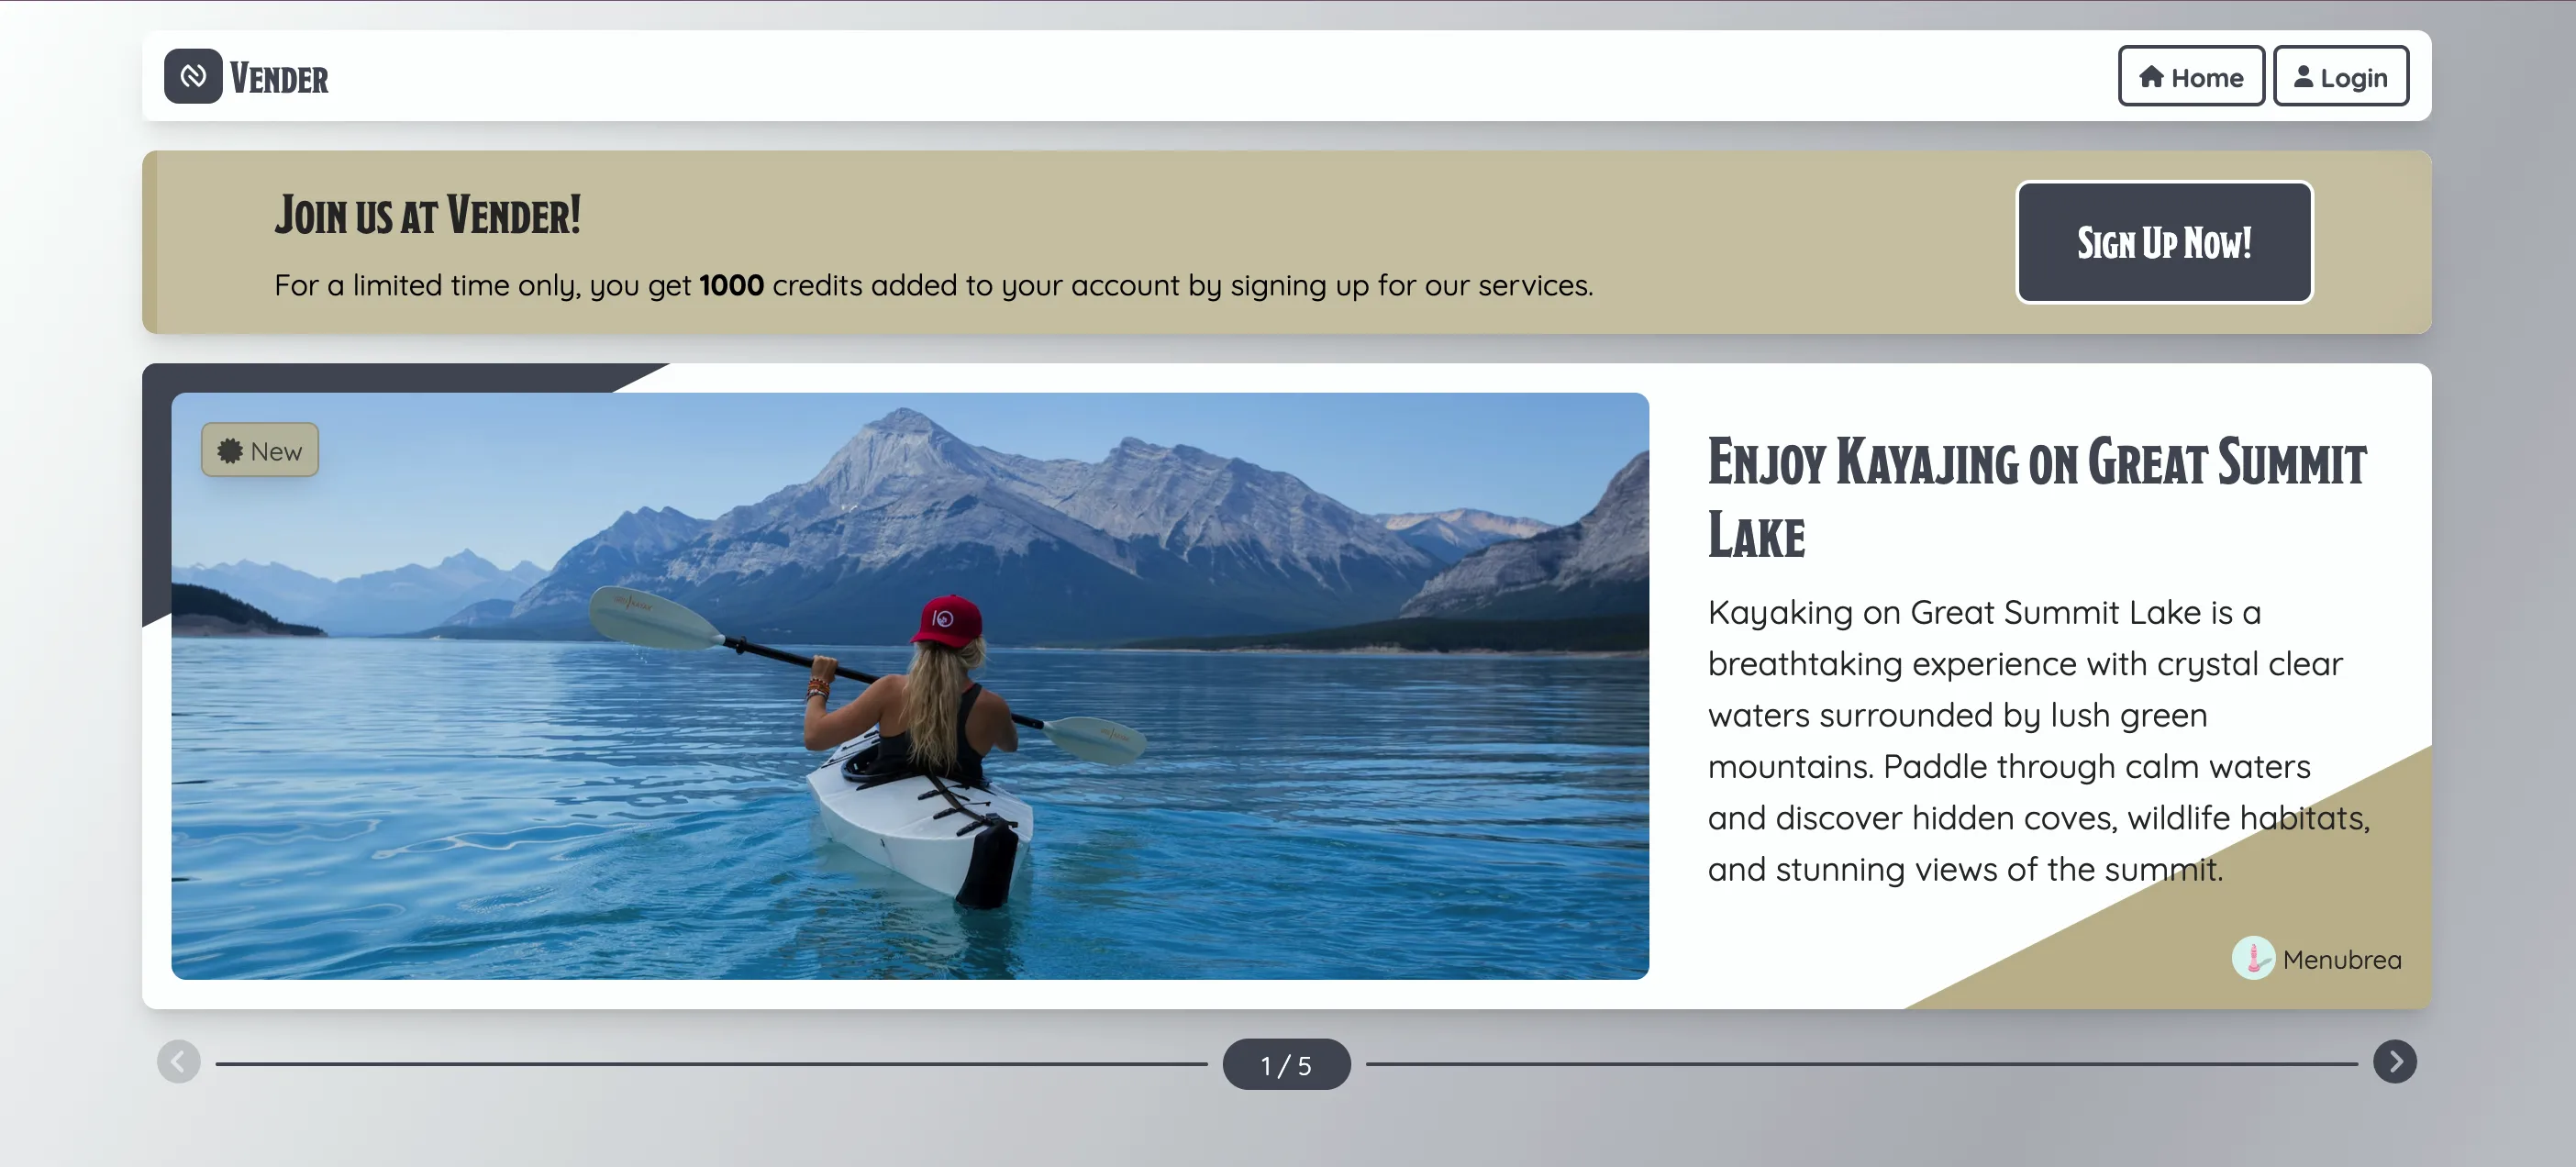 Vender
Home
Login
Join us at Vender!
For a limited time only, you get 1000 credits added to your account by signing up for our services.
Sign Up Now!
New
Enjoy Kayajing on Great Summit
Lake
Kayaking on Great Summit Lake is a
breathtaking experience with crystal clear
waters surrounded by lush green
mountains. Paddle through calm waters
and discover hidden coves, wildlife habitats,
and stunning views of the summit.
Menubrea
1 / 5